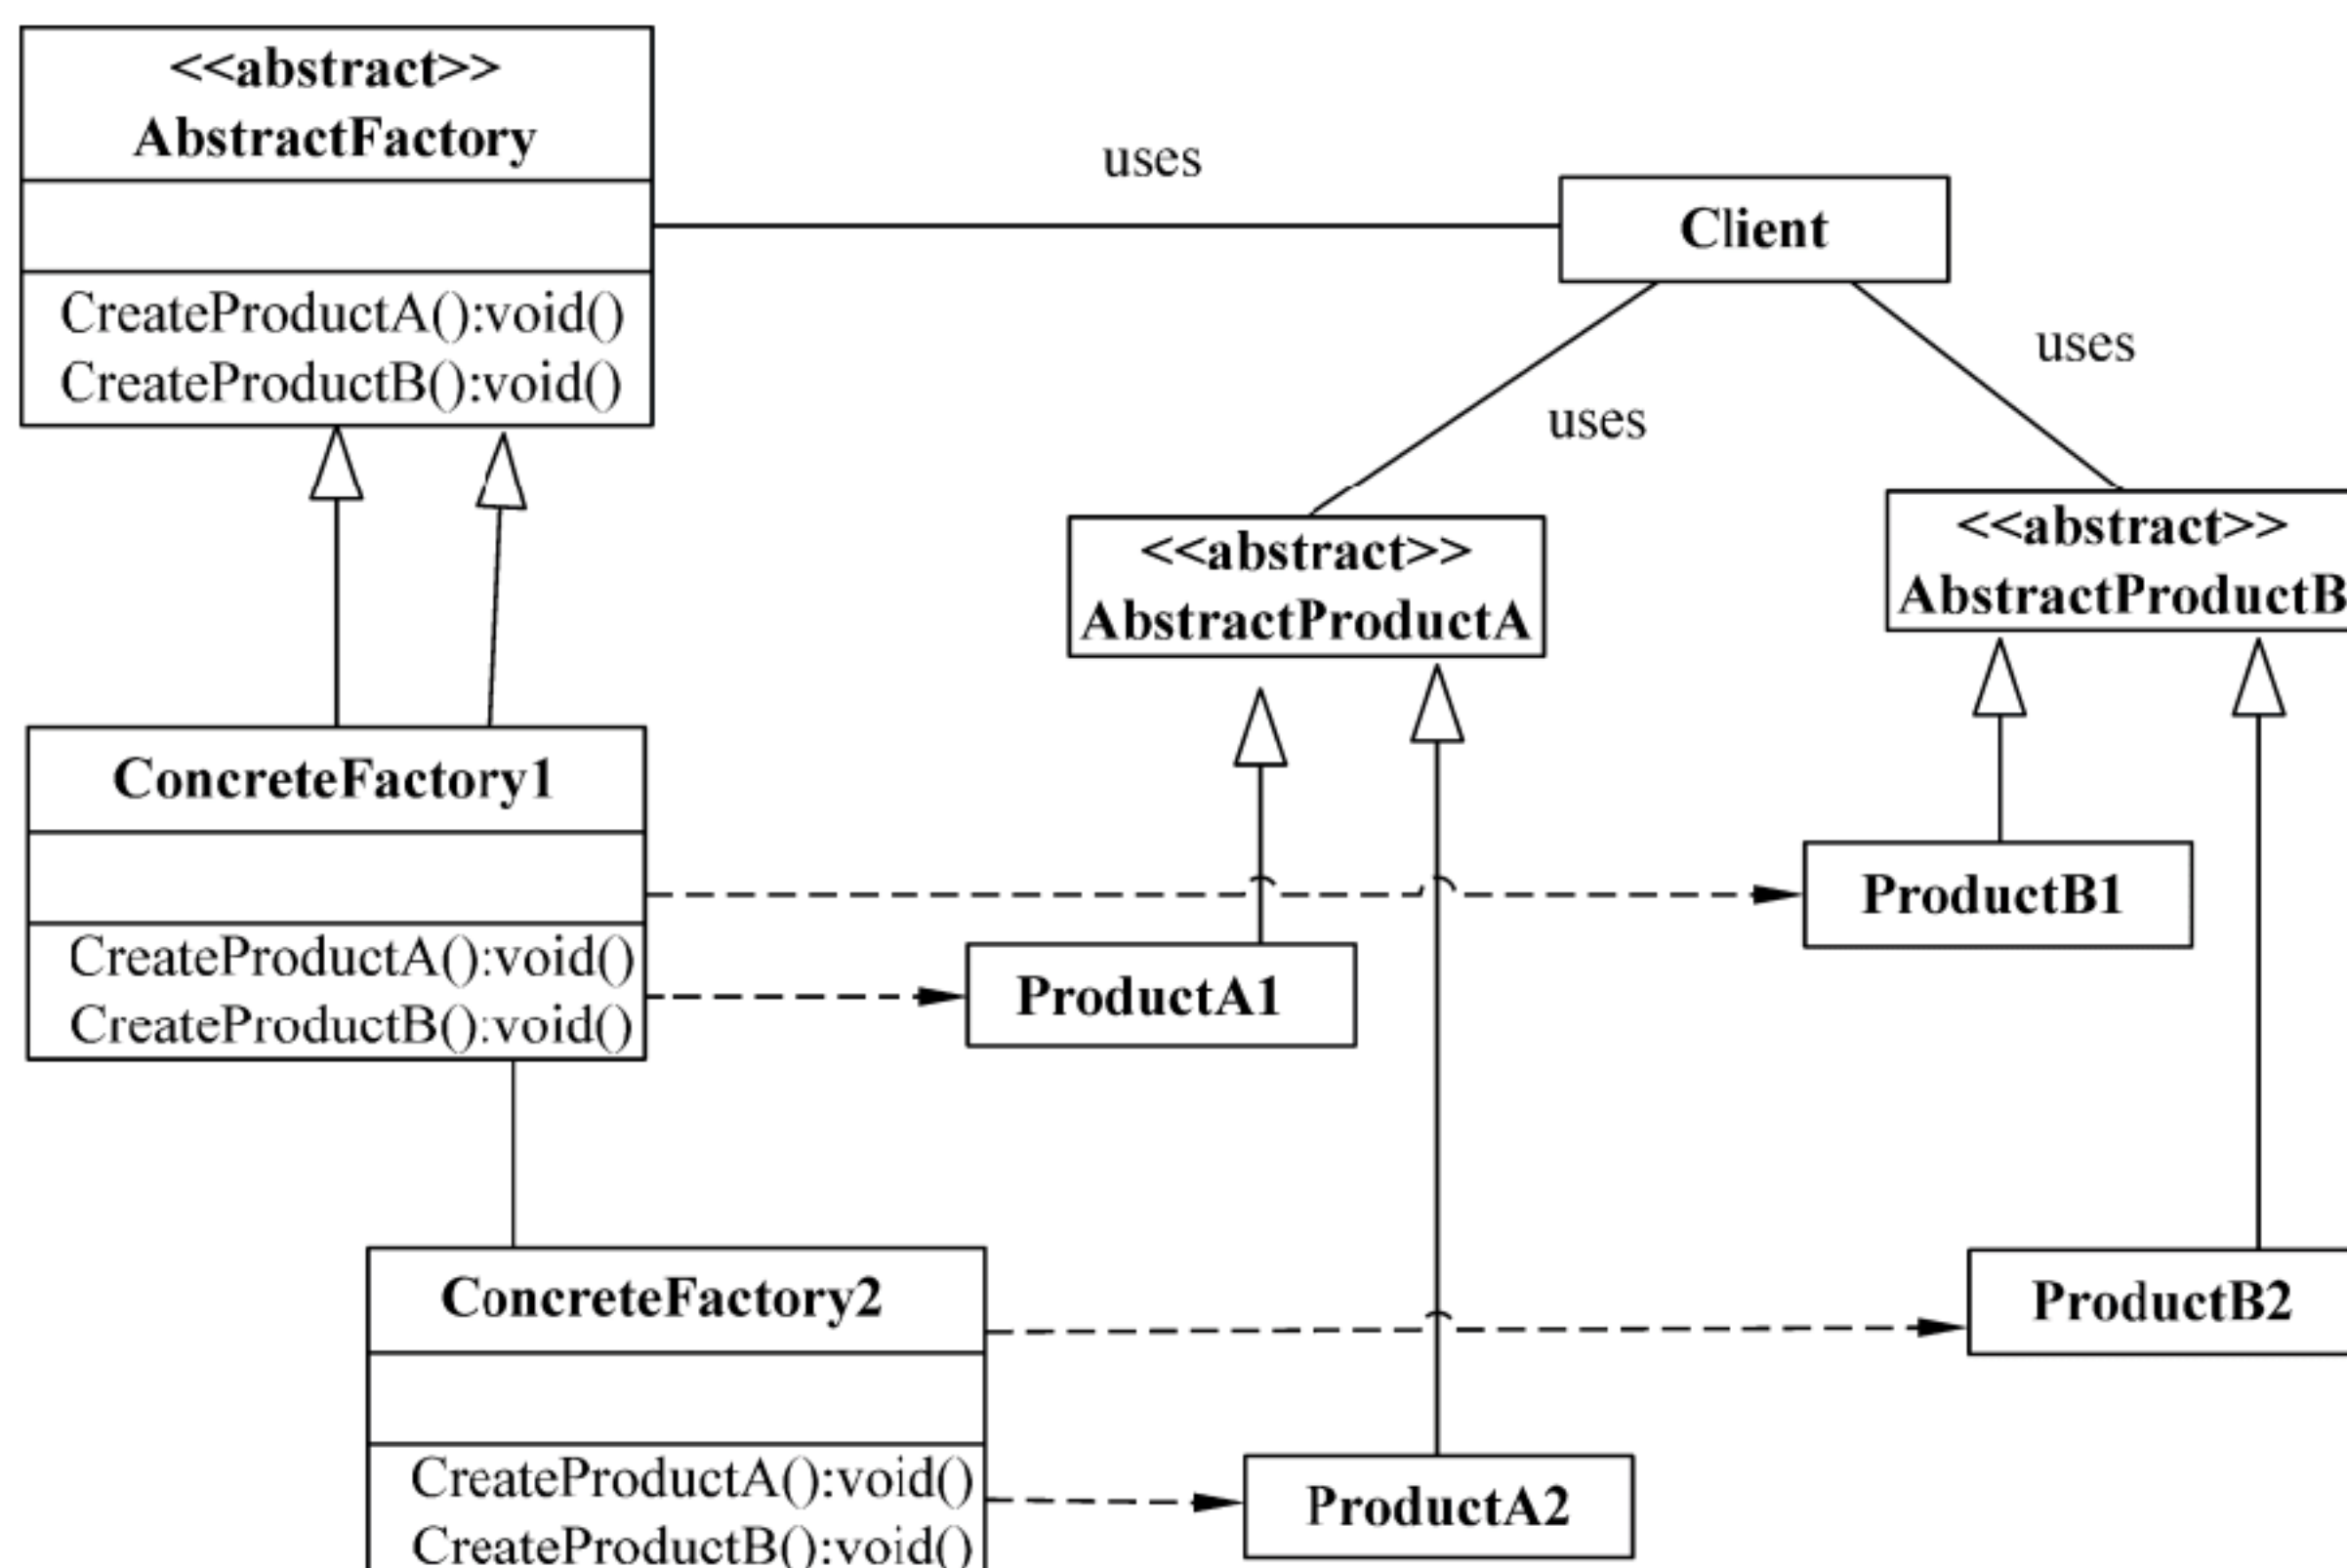 <<abstract>>
AbstractFactory
CreateProductA():void()
CreateProductB():void()
uses
Client
uses
uses
<<abstract>>
AbstractProductA
<<abstract>>
AbstractProductB
ConcreteFactory1
CreateProductA():void()
CreateProductB():void()
ProductB1
ProductA1
ConcreteFactory2
CreateProductA():void()
CreateProductB():void()
ProductB2
ProductA2